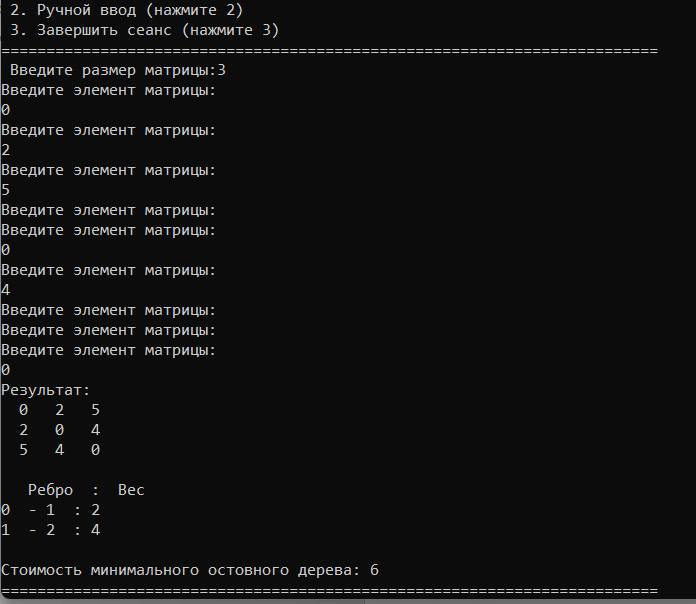 2. Ручной ввод (нажмите 2)
3. Завершить сеанс (нажмите 3)
=========================================================================
Введите размер матрицы:3
Введите элемент матрицы:
0
Введите элемент матрицы:
2
Введите элемент матрицы:
5
Введите элемент матрицы:
Введите элемент матрицы:
0
Введите элемент матрицы:
4
Введите элемент матрицы:
Введите элемент матрицы:
Введите элемент матрицы:
0
Результат:
0 2 5
2 0 4
5 4 0
Ребро : Вес
0 - 1 : 2
1 - 2 : 4
Стоимость минимального остовного дерева: 6
=========================================================================